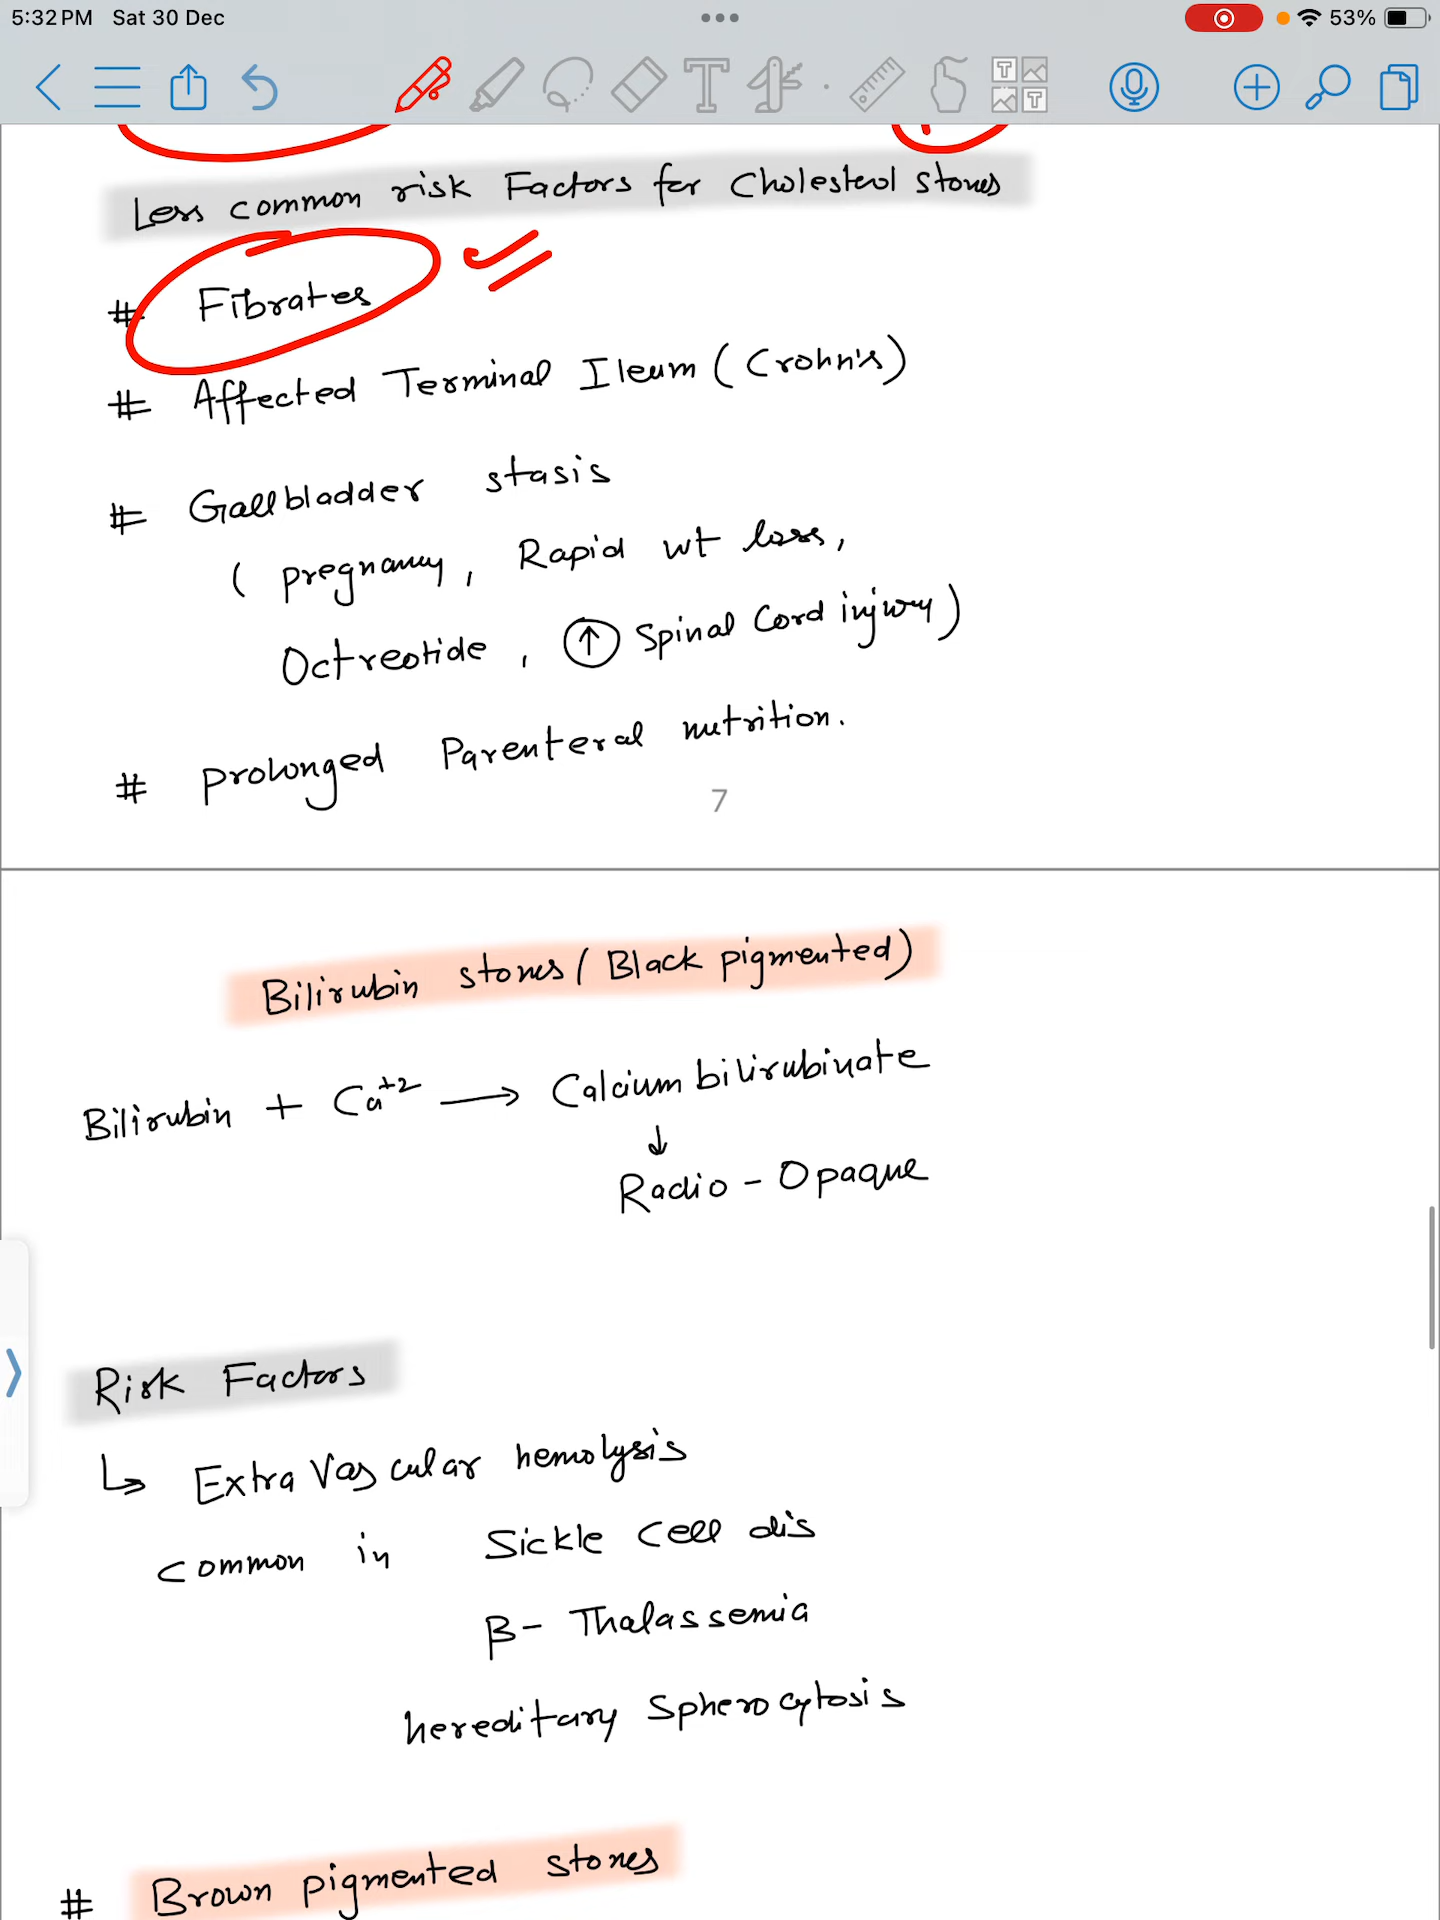 5:32 PM Sat 30 Dec
53%
Less common risk Factors for Cholesterol stones
# Fibrates
# Affected Terminal Ileum (Crohn's)
# Gallbladder stasis
( pregnancy, Rapid wt loss,
Octreotide, ↑ Spinal Cord injury)
# Prolonged Parenteral nutrition.
7
Bilirubin stones (Black pigmented)
Bilirubin + Ca+2 → Calcium bilirubinate
↓
Radio - Opaque
Risk Factors
↳ Extra Vascular hemolysis
common in Sickle cell dis
β- Thalassemia
hereditary Spherocytosis
# Brown pigmented stones